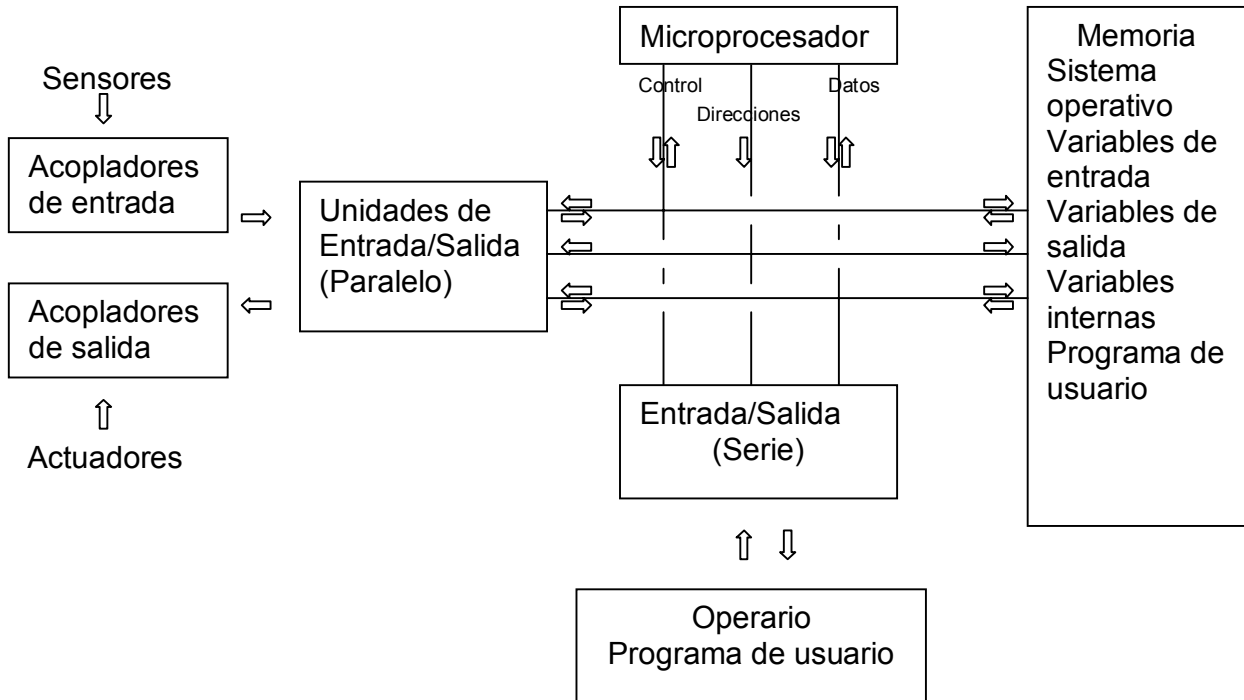 Sensores
Acopladores
de entrada
Acopladores
de salida
Actuadores
Unidades de
Entrada/Salida
(Paralelo)
Microprocesador
Control
Datos
Direcciones
Entrada/Salida
(Serie)
Operario
Programa de usuario
Memoria
Sistema
operativo
Variables de
entrada
Variables de
salida
Variables
internas
Programa de
usuario